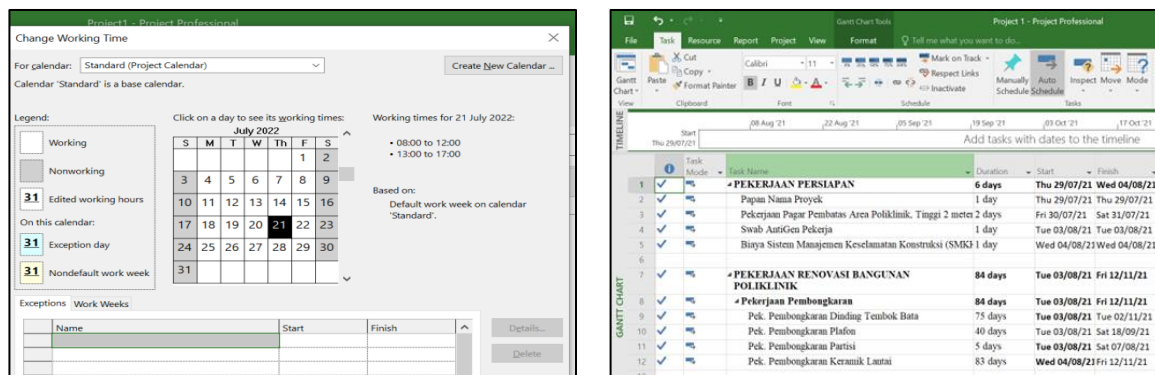 Project1 - Project Professional
Change Working Time
For calendar: Standard (Project Calendar)
Create New Calendar ...
Calendar 'Standard' is a base calendar.
Legend:
Working
Nonworking
31 Edited working hours
On this calendar:
31 Exception day
31 Nondefault work week
Click on a day to see its working times:
July 2022
S M T W Th F S
1 2
3 4 5 6 7 8 9
10 11 12 13 14 15 16
17 18 19 20 21 22 23
24 25 26 27 28 29 30
31
Working times for 21 July 2022:
• 08:00 to 12:00
• 13:00 to 17:00
Based on:
Default work week on calendar
'Standard'.
Exceptions Work Weeks
Name Start Finish
Details...
Delete
Gantt Chart Tools Project 1 - Project Professional
File Task Resource Report Project View Format Tell me what you want to do...
Gantt Chart
View
Paste
Cut
Copy
Format Painter
Clipboard
Calibri 11
B I U A
Font
Mark on Track
Respect Links
Inactivate
Schedule
Manually Schedule
Auto Schedule
Inspect Move Mode
Tasks
TIMELINE
08 Aug '21 22 Aug '21 05 Sep '21 19 Sep '21 03 Oct '21 17 Oct '21
Start
Thu 29/07/21
Add tasks with dates to the timeline
GANTT CHART
Task Mode Task Name Duration Start Finish
1 PEKERJAAN PERSIAPAN 6 days Thu 29/07/21 Wed 04/08/21
2 Papan Nama Proyek 1 day Thu 29/07/21 Thu 29/07/21
3 Pekerjaan Pagar Pembatas Area Poliklinik, Tinggi 2 meter 2 days Fri 30/07/21 Sat 31/07/21
4 Swab AntiGen Pekerja 1 day Tue 03/08/21 Tue 03/08/21
5 Biaya Sistem Manajemen Keselamatan Konstruksi (SMKK 1 day Wed 04/08/21 Wed 04/08/21
6
7 PEKERJAAN RENOVASI BANGUNAN POLIKLINIK 84 days Tue 03/08/21 Fri 12/11/21
8 Pekerjaan Pembongkaran 84 days Tue 03/08/21 Fri 12/11/21
9 Pek. Pembongkaran Dinding Tembok Bata 75 days Tue 03/08/21 Tue 02/11/21
10 Pek. Pembongkaran Plafon 40 days Tue 03/08/21 Sat 18/09/21
11 Pek. Pembongkaran Partisi 5 days Tue 03/08/21 Sat 07/08/21
12 Pek. Pembongkaran Keramik Lantai 83 days Wed 04/08/21 Fri 12/11/21